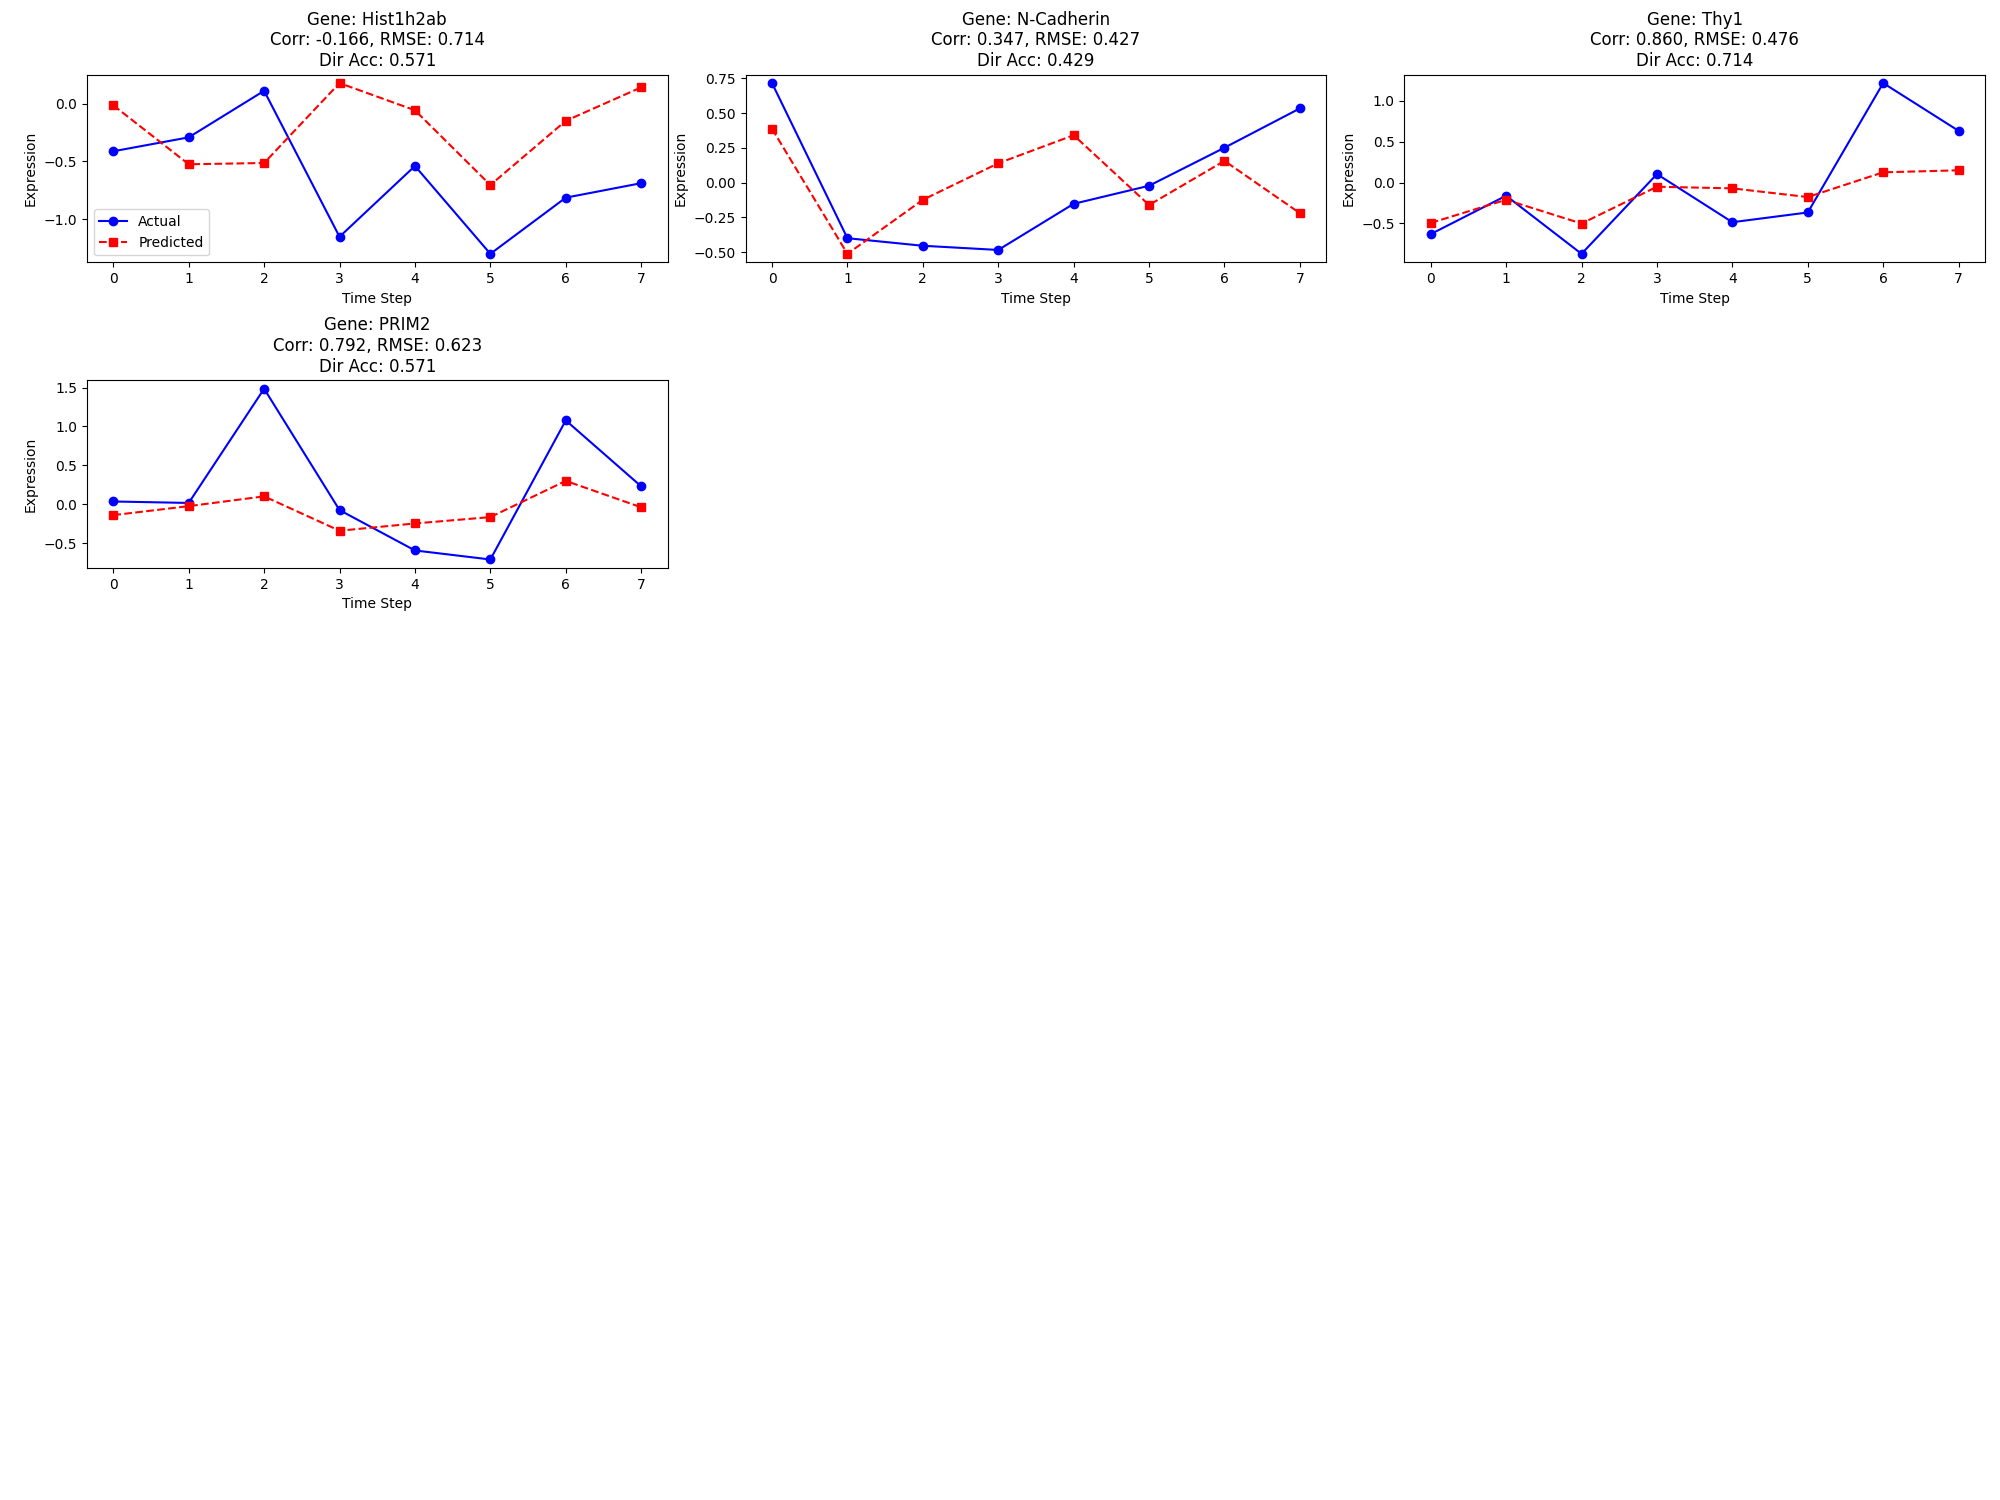 Gene: Hist1h2ab
Corr: -0.166, RMSE: 0.714
Dir Acc: 0.571
Expression
0.0
−0.5
−1.0
Actual
Predicted
0 1 2 3 4 5 6 7
Time Step
Gene: N-Cadherin
Corr: 0.347, RMSE: 0.427
Dir Acc: 0.429
Expression
0.75
0.50
0.25
0.00
−0.25
−0.50
0 1 2 3 4 5 6 7
Time Step
Gene: Thy1
Corr: 0.860, RMSE: 0.476
Dir Acc: 0.714
Expression
1.0
0.5
0.0
−0.5
0 1 2 3 4 5 6 7
Time Step
Gene: PRIM2
Corr: 0.792, RMSE: 0.623
Dir Acc: 0.571
Expression
1.5
1.0
0.5
0.0
−0.5
0 1 2 3 4 5 6 7
Time Step